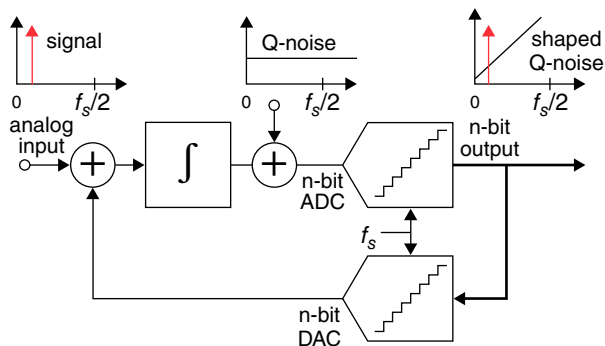 signal
0
fs/2
Q-noise
0
fs/2
shaped
Q-noise
0
fs/2
analog
input
+
∫
+
n-bit
ADC
n-bit
output
fs
n-bit
DAC